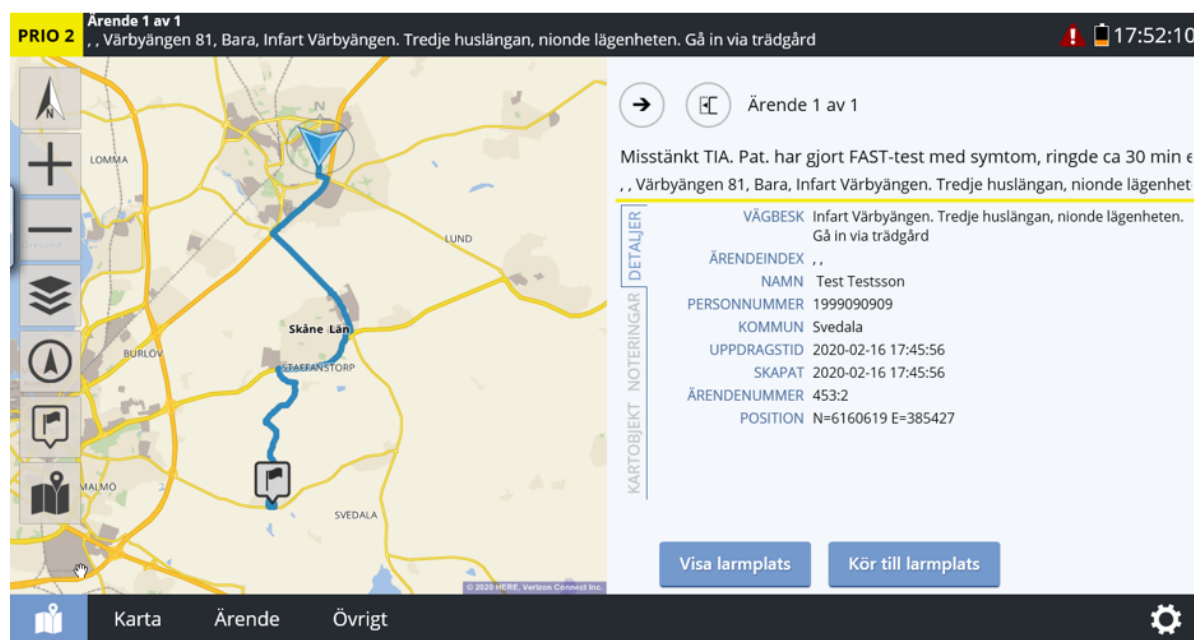 PRIO 2
Ärende 1 av 1
, , Värbyängen 81, Bara, Infart Värbyängen. Tredje huslängan, nionde lägenheten. Gå in via trädgård
17:52:10
N
N
LOMMA
LUND
Öresund
Skåne Län
BURLÖV
STAFFANSTORP
MALMÖ
SVEDALA
© 2020 HERE, Verizon Connect Inc.
Ärende 1 av 1
Misstänkt TIA. Pat. har gjort FAST-test med symtom, ringde ca 30 min e
, , Värbyängen 81, Bara, Infart Värbyängen. Tredje huslängan, nionde lägenhet
DETALJER
NOTERINGAR
KARTOBJEKT
VÄGBESK Infart Värbyängen. Tredje huslängan, nionde lägenheten.
Gå in via trädgård
ÄRENDEINDEX , ,
NAMN Test Testsson
PERSONNUMMER 1999090909
KOMMUN Svedala
UPPDRAGSTID 2020-02-16 17:45:56
SKAPAT 2020-02-16 17:45:56
ÄRENDENUMMER 453:2
POSITION N=6160619 E=385427
Visa larmplats
Kör till larmplats
Karta
Ärende
Övrigt